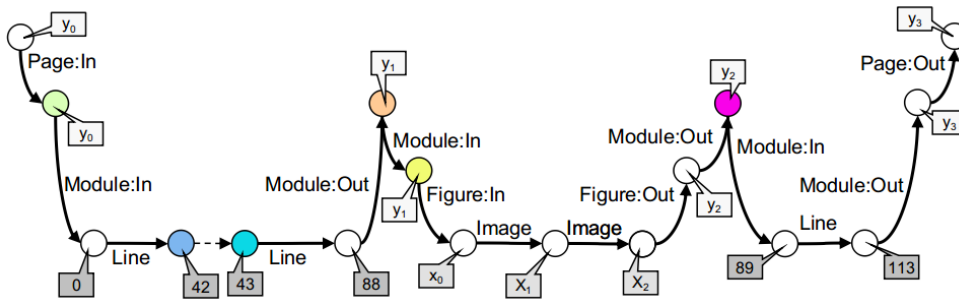 y0
y3
Page:In
Page:Out
y1
y2
y0
y3
Module:In
Module:Out
Module:In
Module:In
Module:Out
Figure:In
Figure:Out
Module:Out
y1
y2
Line
Line
Image
Image
Line
0
42
43
88
x0
X1
X2
89
113